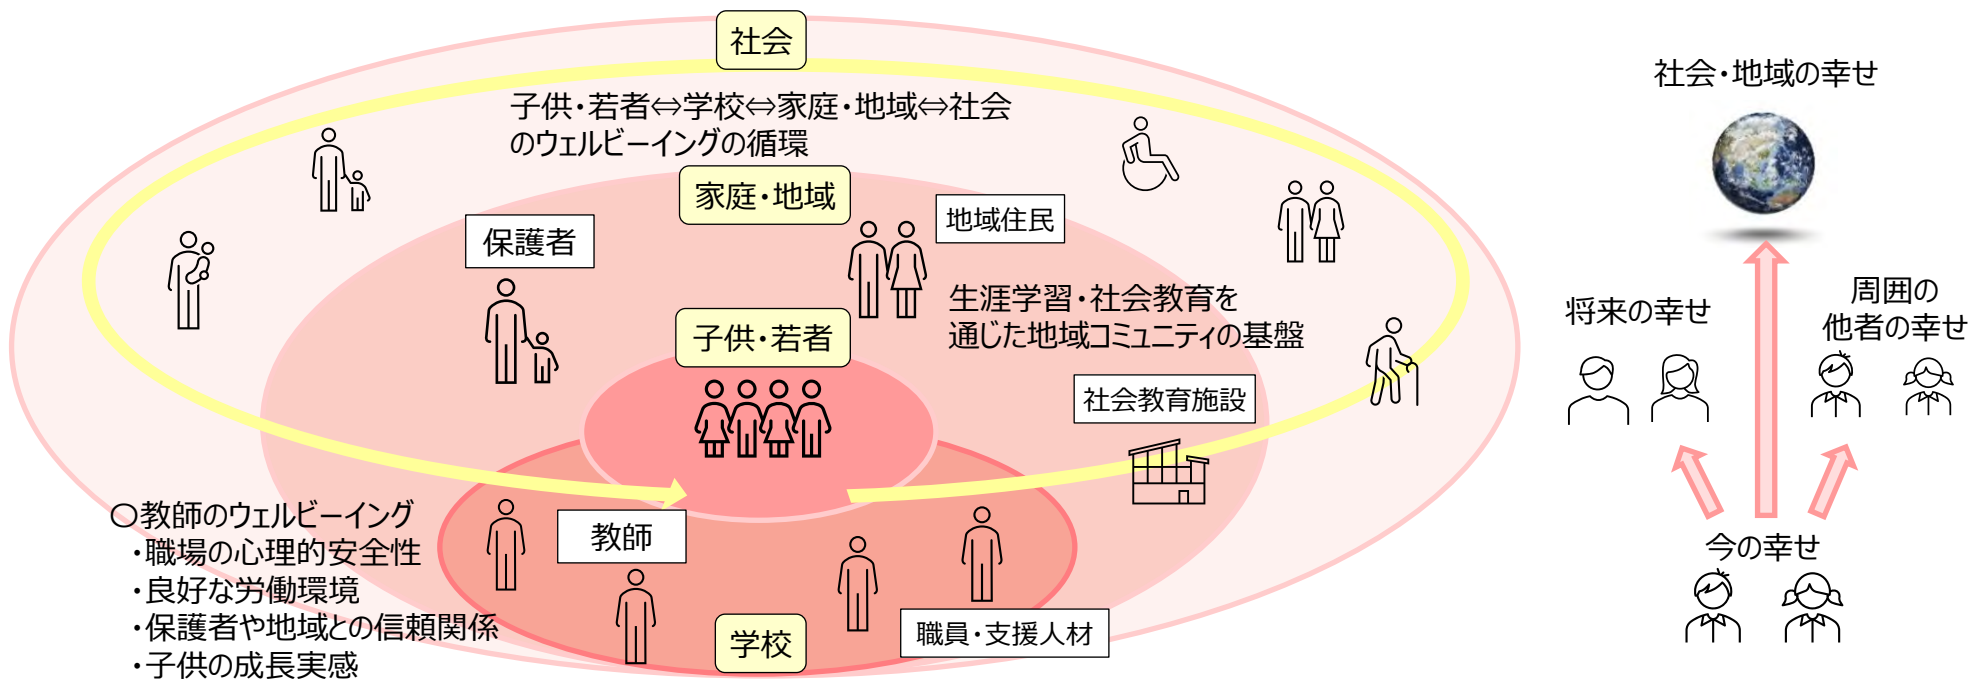 社会
子供・若者⇔学校⇔家庭・地域⇔社会
のウェルビーイングの循環
家庭・地域
地域住民
保護者
生涯学習・社会教育を
通じた地域コミュニティの基盤
子供・若者
社会教育施設
〇教師のウェルビーイング
・職場の心理的安全性
・良好な労働環境
・保護者や地域との信頼関係
・子供の成長実感
教師
職員・支援人材
学校
社会・地域の幸せ
将来の幸せ
周囲の
他者の幸せ
今の幸せ